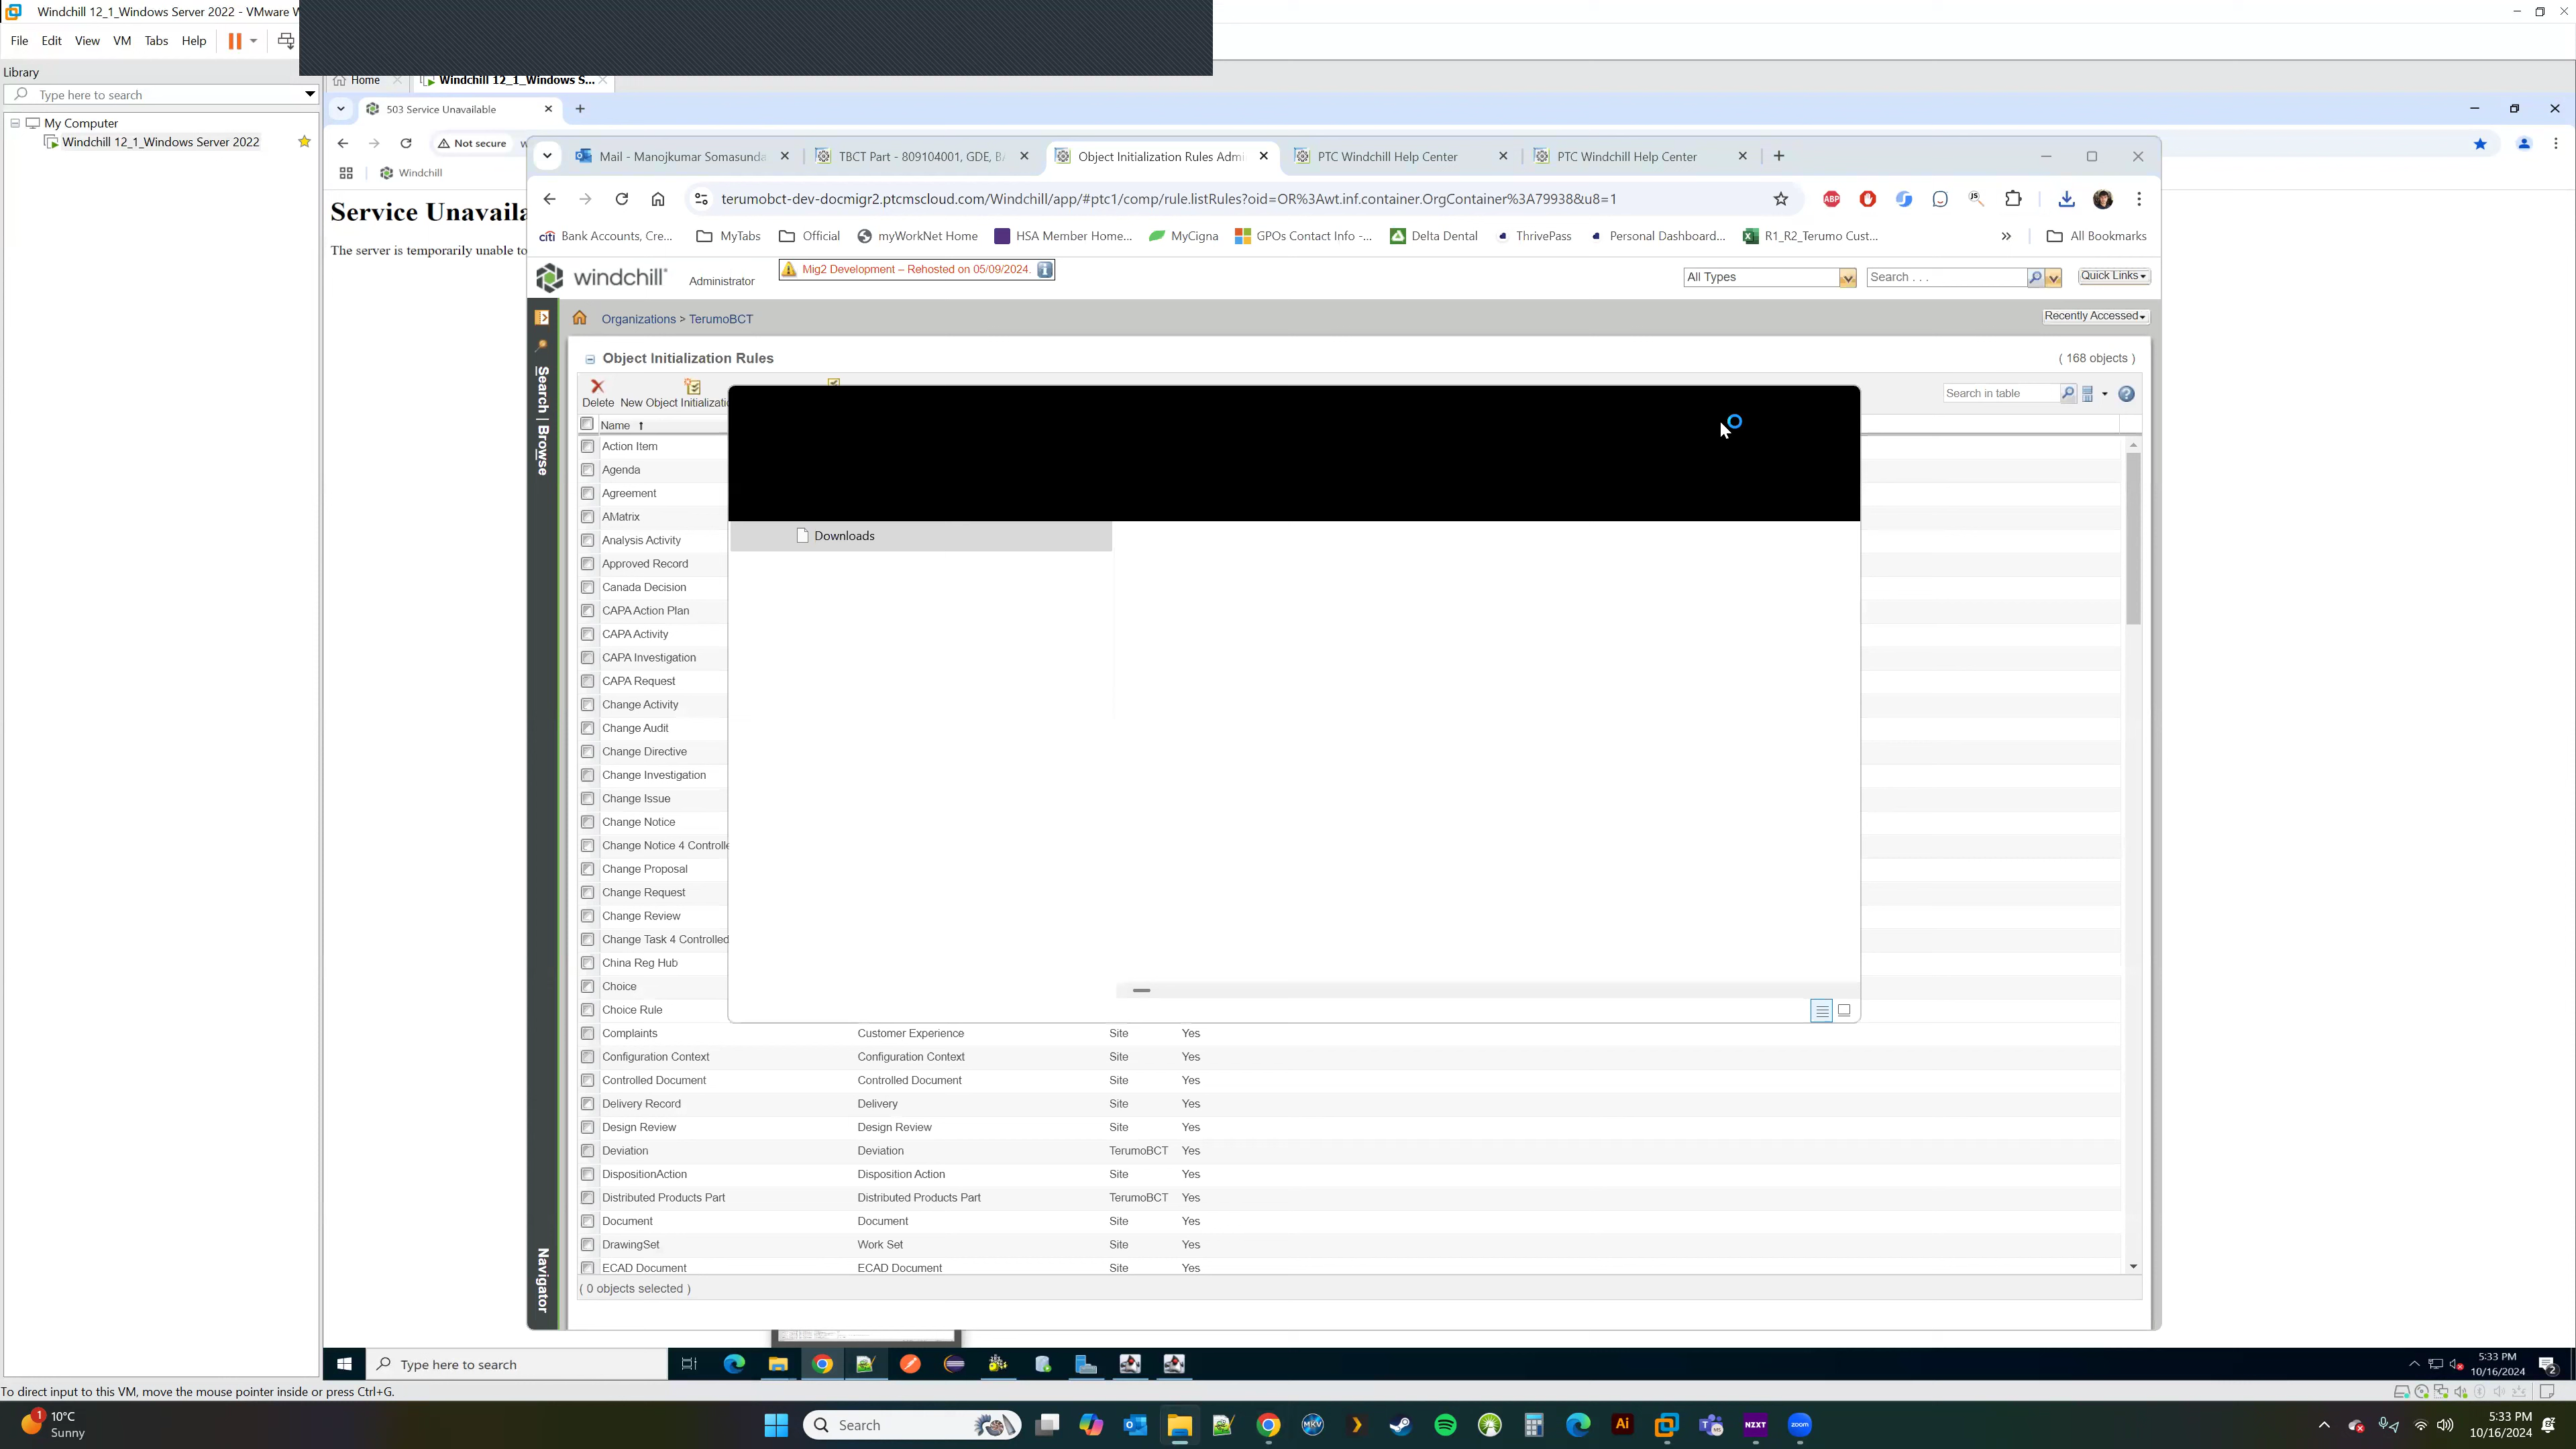 Windchill 12_1_Windows Server 2022 - VMware W
File Edit View VM Tabs Help
Library
Type here to search
My Computer
Windchill 12_1_Windows Server 2022
Home
Windchill 12_1_Windows S...
503 Service Unavailable
Not secure
Windchill
Service Unavaila
The server is temporarily unable to
Mail - Manojkumar Somasunda
TBCT Part - 809104001, GDE, B
Object Initialization Rules Admi
PTC Windchill Help Center
PTC Windchill Help Center
terumobct-dev-docmigr2.ptcmscloud.com/Windchill/app/#ptc1/comp/rule.listRules?oid=OR%3Awt.inf.container.OrgContainer%3A79938&u8=1
citi Bank Accounts, Cre... MyTabs Official myWorkNet Home HSA Member Home... MyCigna GPOs Contact Info -... Delta Dental ThrivePass Personal Dashboard... R1_R2_Terumo Cust... » All Bookmarks
windchill Administrator Mig2 Development – Rehosted on 05/09/2024. All Types Search . . . Quick Links
Organizations > TerumoBCT Recently Accessed
Object Initialization Rules ( 168 objects )
Delete New Object Initializatio Search in table
Name
Action Item
Agenda
Agreement
AMatrix
Analysis Activity
Approved Record
Canada Decision
CAPA Action Plan
CAPA Activity
CAPA Investigation
CAPA Request
Change Activity
Change Audit
Change Directive
Change Investigation
Change Issue
Change Notice
Change Notice 4 Controlle
Change Proposal
Change Request
Change Review
Change Task 4 Controlled
China Reg Hub
Choice
Choice Rule
Downloads
Complaints Customer Experience Site Yes
Configuration Context Configuration Context Site Yes
Controlled Document Controlled Document Site Yes
Delivery Record Delivery Site Yes
Design Review Design Review Site Yes
Deviation Deviation TerumoBCT Yes
DispositionAction Disposition Action Site Yes
Distributed Products Part Distributed Products Part TerumoBCT Yes
Document Document Site Yes
DrawingSet Work Set Site Yes
ECAD Document ECAD Document Site Yes
( 0 objects selected )
Search | Browse
Navigator
Type here to search
5:33 PM
10/16/2024
2
To direct input to this VM, move the mouse pointer inside or press Ctrl+G.
1
10°C
Sunny
Search
5:33 PM
10/16/2024